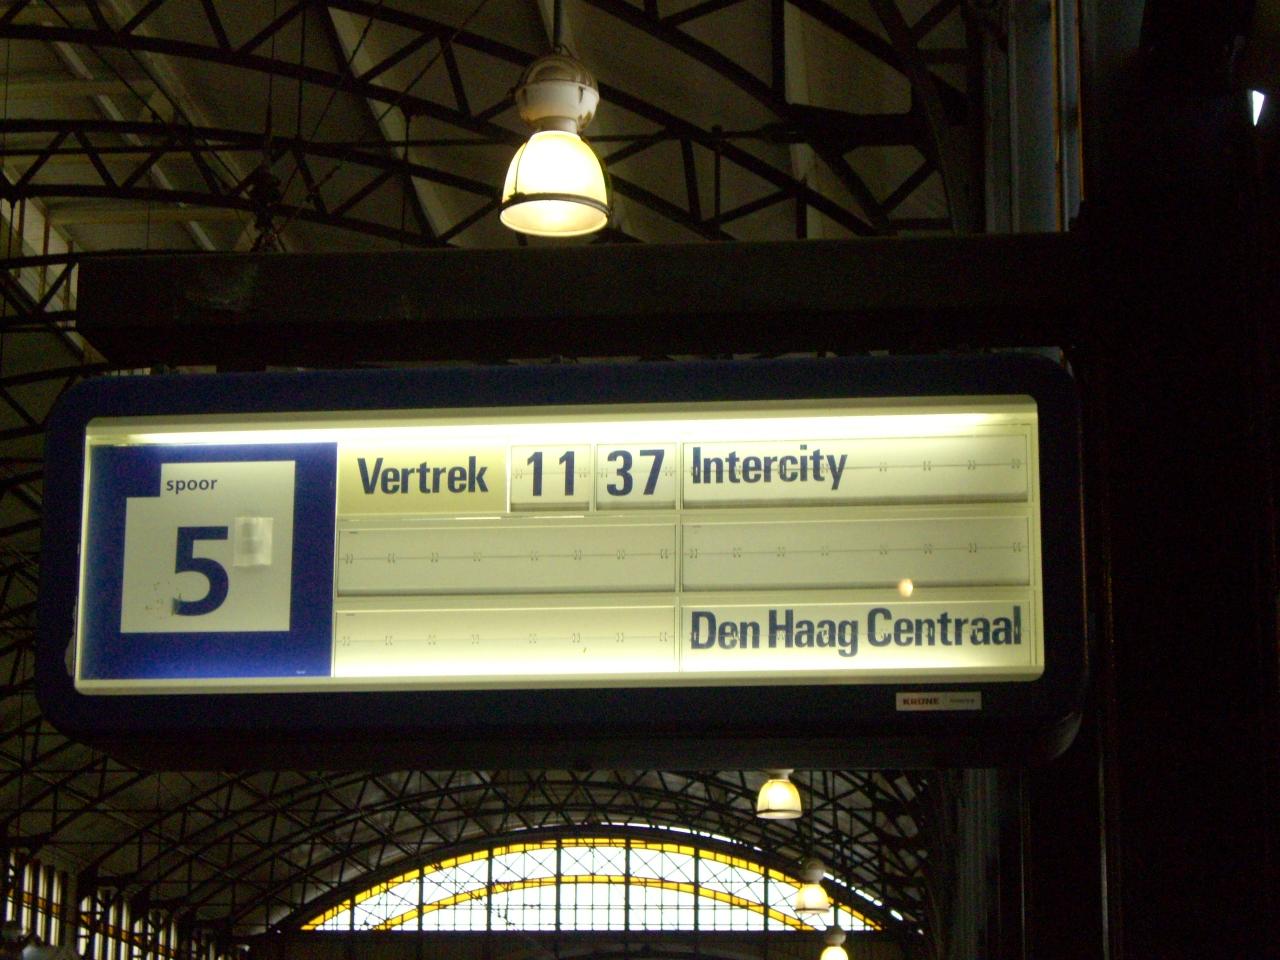 spoor
5
Vertrek 11 37 Intercity
Den Haag Centraal
KRONE